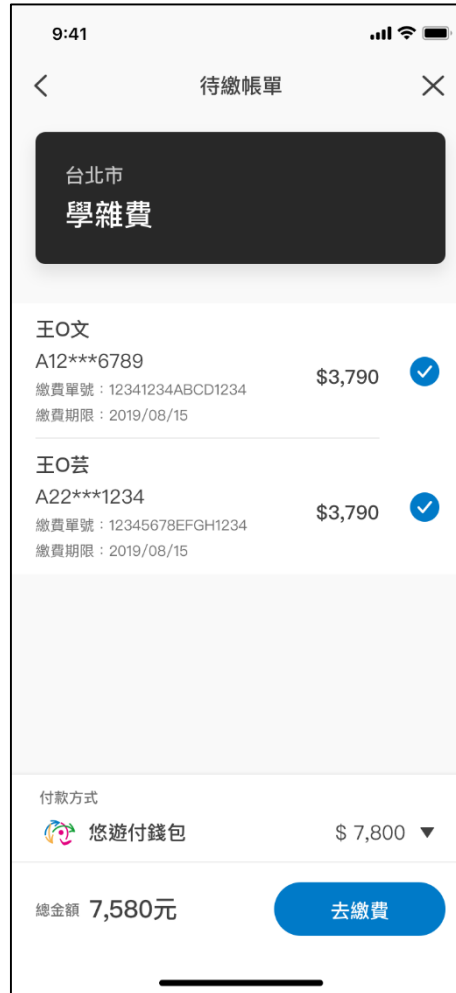 9:41
待繳帳單
台北市
學雜費
王O文
A12***6789
繳費單號：12341234ABCD1234
繳費期限：2019/08/15
$3,790
王O芸
A22***1234
繳費單號：12345678EFGH1234
繳費期限：2019/08/15
$3,790
付款方式
悠遊付錢包
$ 7,800 ▼
總金額 7,580元
去繳費